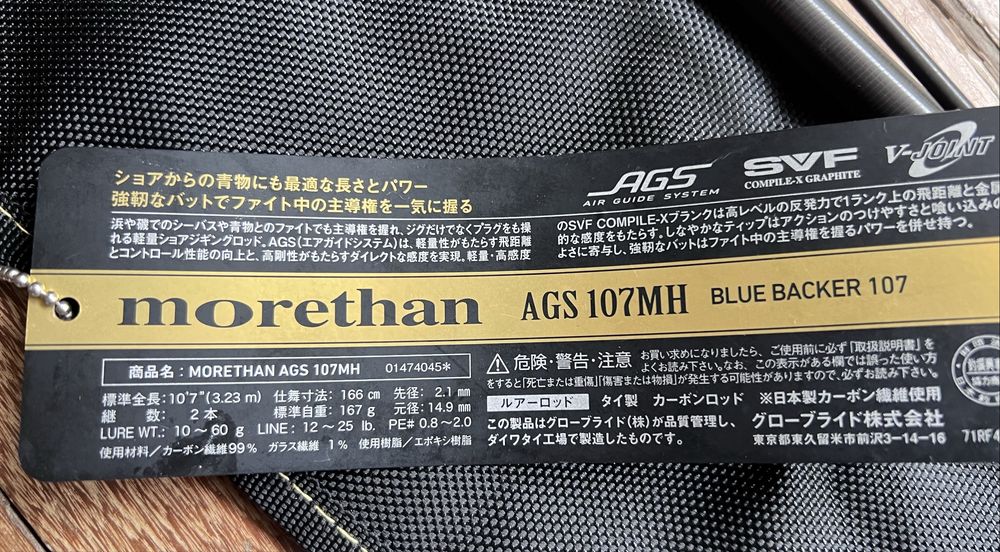 ショアからの青物にも最適な長さとパワー
強靭なバットでファイト中の主導権を一気に握る
浜や磯でのシーバスや青物とのファイトでも主導権を握れ、ジグだけでなくプラグをも操
れる軽量ショアジギングロッド。AGS(エアガイドシステム)は、軽量性がもたらす飛距離
とコントロール性能の向上と、高剛性がもたらすダイレクトな感度を実現。軽量・高感度
AGS
AIR GUIDE SYSTEM
SVF
COMPILE-X GRAPHITE
V-JOINT
のSVF COMPILE-Xブランクは高レベルの反発力で1ランク上の飛距離と金属
的な感度をもたらす。しなやかなティップはアクションのつけやすさと喰い込みの
よさに寄与し、強靭なバットはファイト中の主導権を握るパワーを併せ持つ。
morethan AGS 107MH BLUE BACKER 107
商品名:MORETHAN AGS 107MH 01474045*
標準全長:10'7"(3.23 m) 仕舞寸法: 166 cm 先径: 2.1 mm
継 数: 2 本 標準自重: 167 g 元径: 14.9 mm
LURE WT.: 10~60 g LINE: 12~25 lb. PE# 0.8~2.0
使用材料/カーボン繊維99% ガラス繊維 1% 使用樹脂/エポキシ樹脂
危険・警告・注意
お買い求めになりましたら、ご使用前に必ず「取扱説明書」を
よくお読み下さい。なお、この表示がある欄では誤った使い方
をすると「死亡または重傷」「傷害または物損」が発生する可能性がありますので、必ずお読み下さい。
ルアーロッド タイ製 カーボンロッド ※日本製カーボン繊維使用
この製品はグローブライド(株)が品質管理し、
ダイワタイ工場で製造したものです。
グローブライド株式会社
東京都東久留米市前沢3-14-16
71RF4